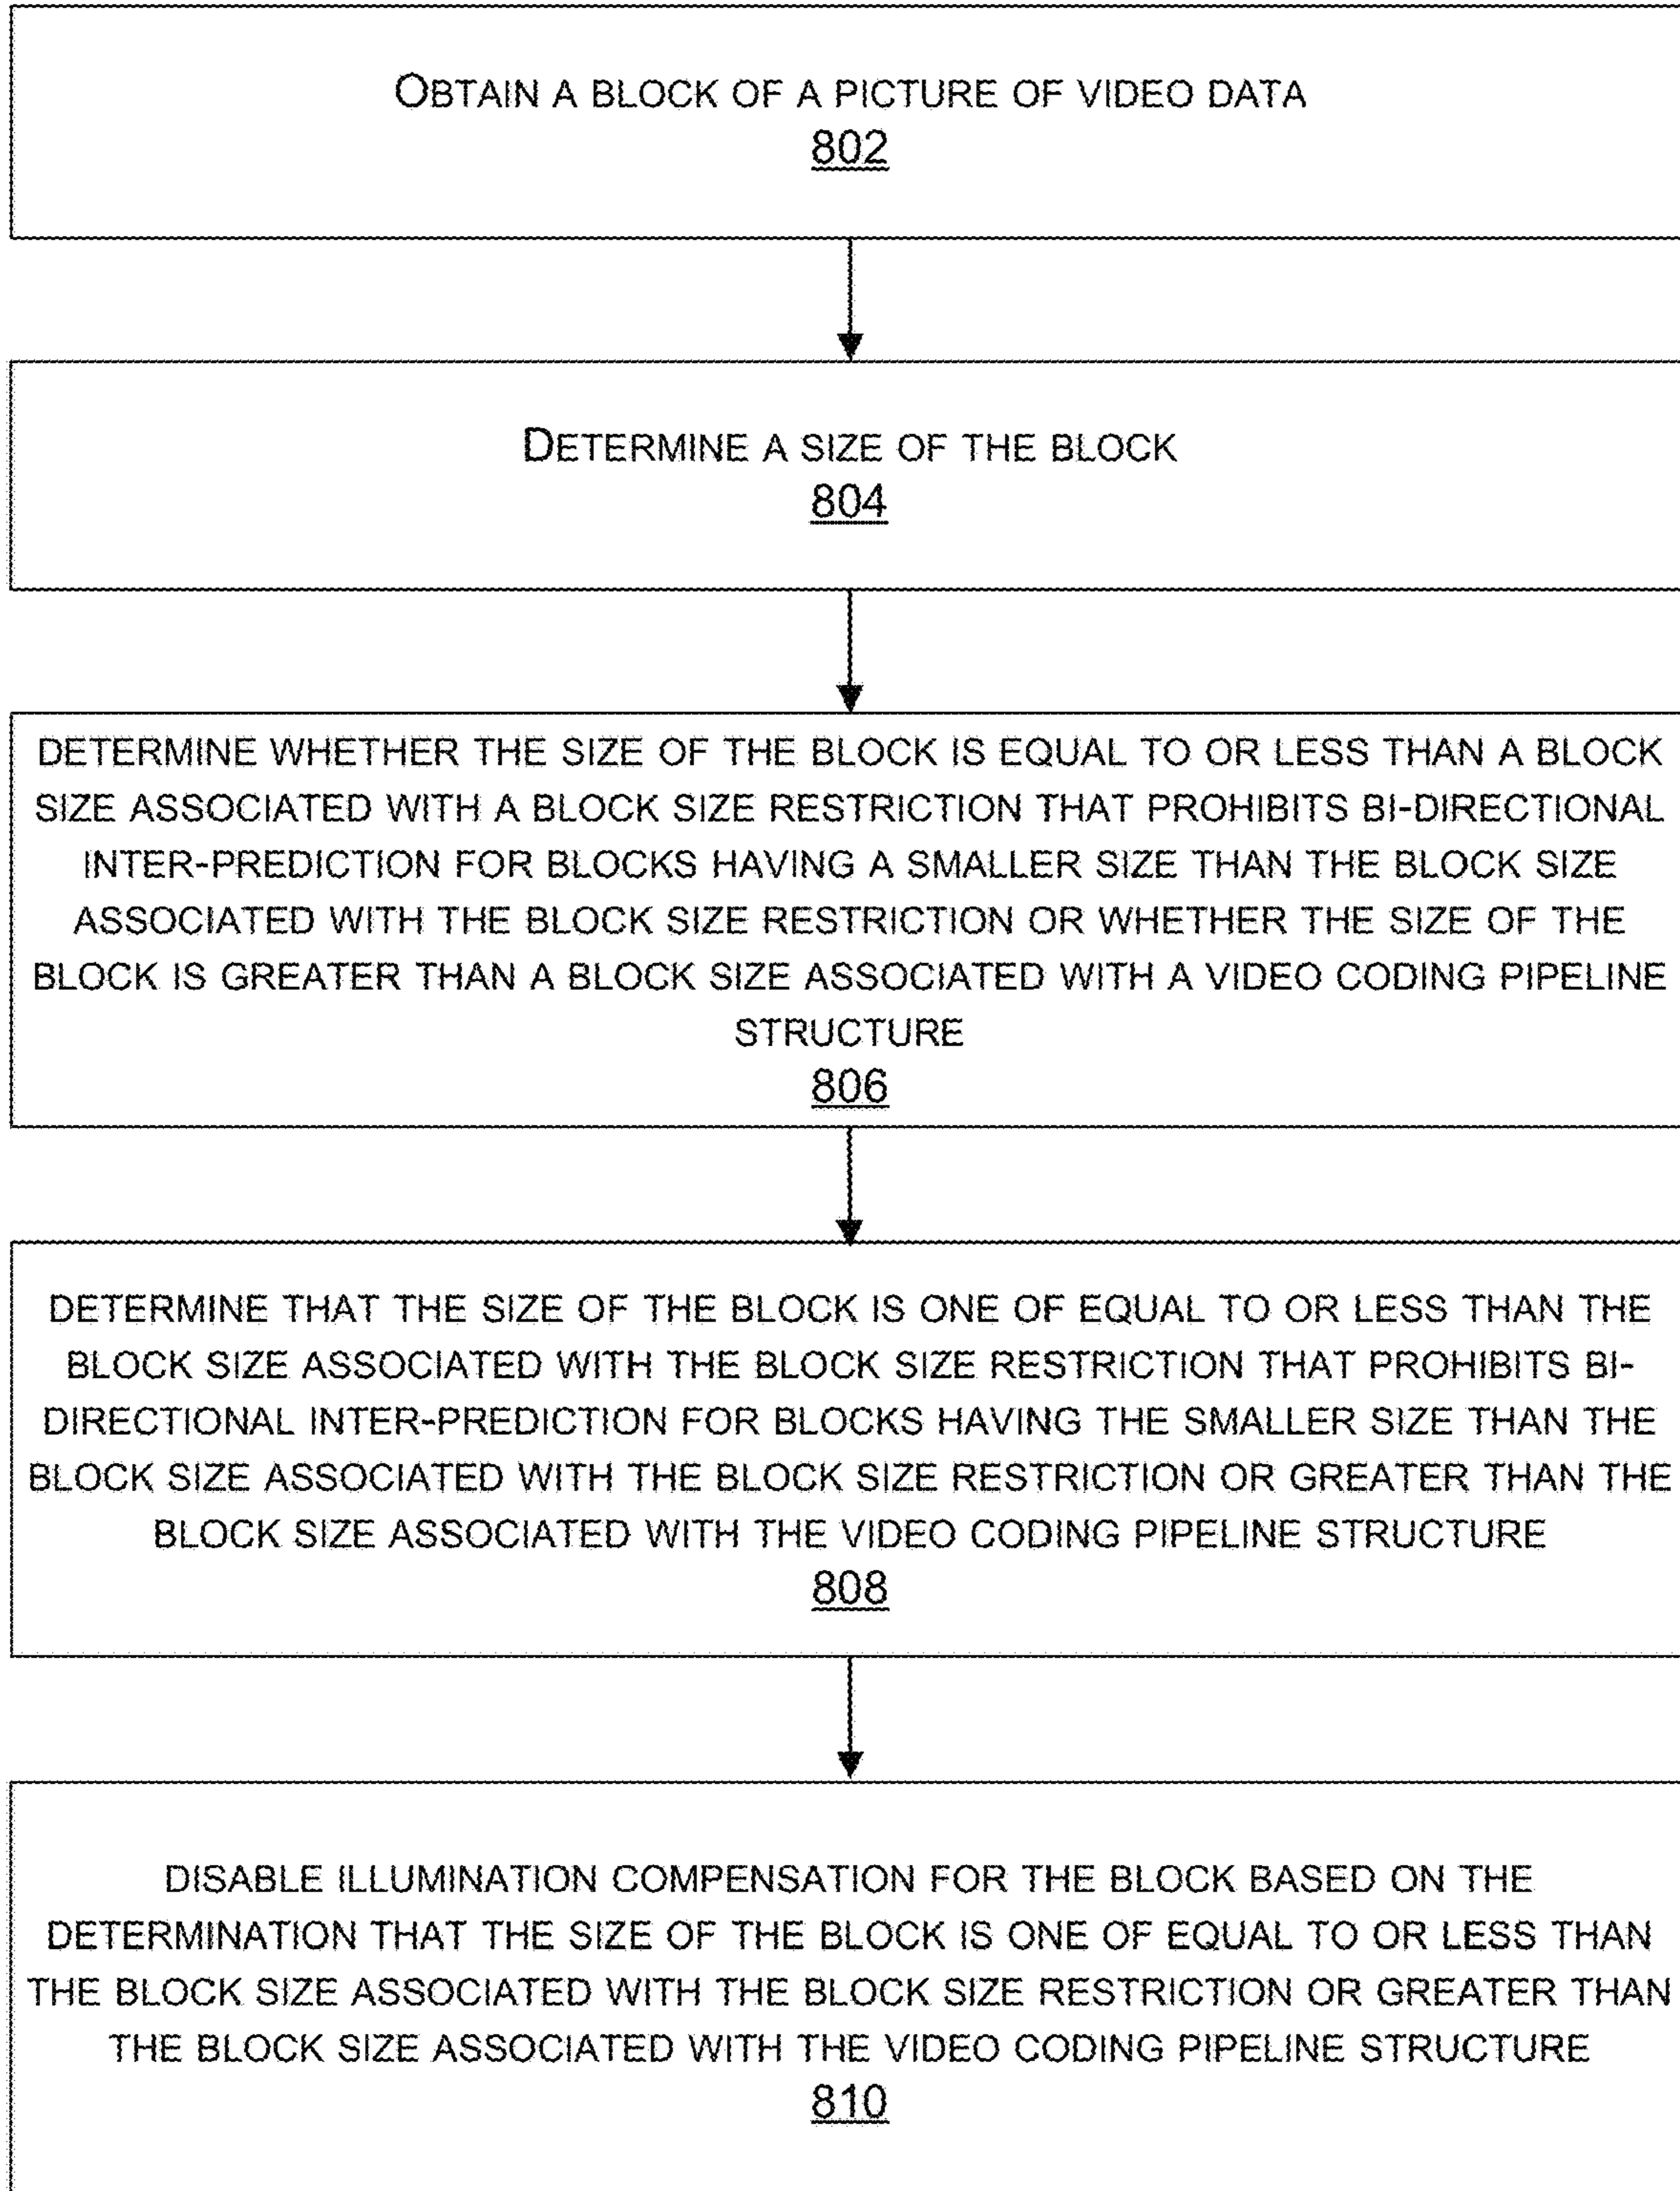 OBTAIN A BLOCK OF A PICTURE OF VIDEO DATA
802
DETERMINE A SIZE OF THE BLOCK
804
DETERMINE WHETHER THE SIZE OF THE BLOCK IS EQUAL TO OR LESS THAN A BLOCK
SIZE ASSOCIATED WITH A BLOCK SIZE RESTRICTION THAT PROHIBITS BI-DIRECTIONAL
INTER-PREDICTION FOR BLOCKS HAVING A SMALLER SIZE THAN THE BLOCK SIZE
ASSOCIATED WITH THE BLOCK SIZE RESTRICTION OR WHETHER THE SIZE OF THE
BLOCK IS GREATER THAN A BLOCK SIZE ASSOCIATED WITH A VIDEO CODING PIPELINE
STRUCTURE
806
DETERMINE THAT THE SIZE OF THE BLOCK IS ONE OF EQUAL TO OR LESS THAN THE
BLOCK SIZE ASSOCIATED WITH THE BLOCK SIZE RESTRICTION THAT PROHIBITS BI-
DIRECTIONAL INTER-PREDICTION FOR BLOCKS HAVING THE SMALLER SIZE THAN THE
BLOCK SIZE ASSOCIATED WITH THE BLOCK SIZE RESTRICTION OR GREATER THAN THE
BLOCK SIZE ASSOCIATED WITH THE VIDEO CODING PIPELINE STRUCTURE
808
DISABLE ILLUMINATION COMPENSATION FOR THE BLOCK BASED ON THE
DETERMINATION THAT THE SIZE OF THE BLOCK IS ONE OF EQUAL TO OR LESS THAN
THE BLOCK SIZE ASSOCIATED WITH THE BLOCK SIZE RESTRICTION OR GREATER THAN
THE BLOCK SIZE ASSOCIATED WITH THE VIDEO CODING PIPELINE STRUCTURE
810